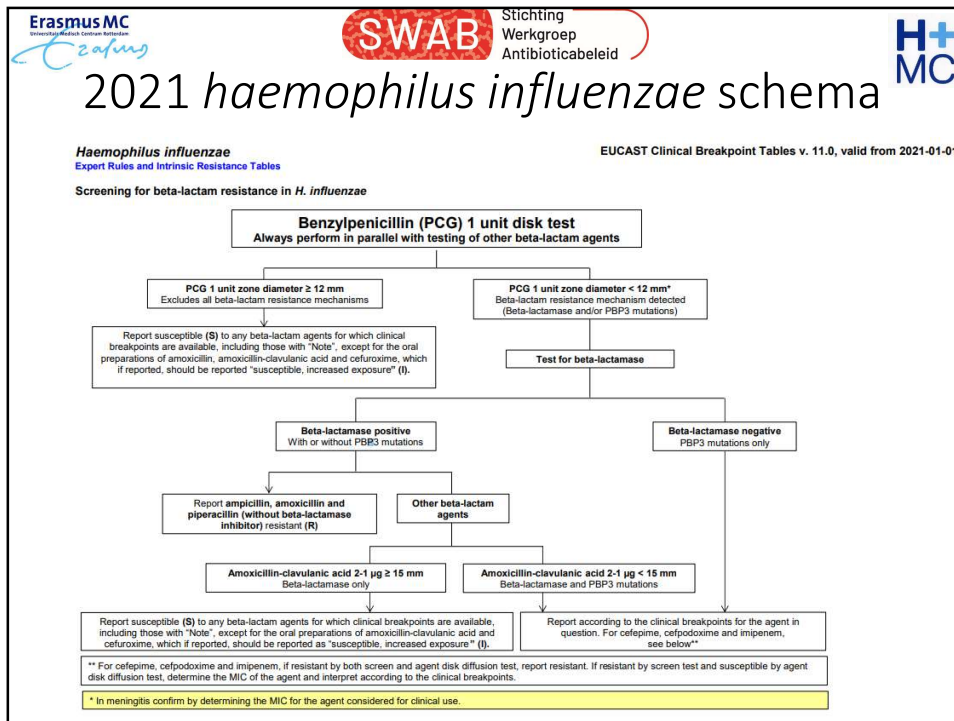 Erasmus MC
Universitair Medisch Centrum Rotterdam
Erasmus
SWAB
Stichting
Werkgroep
Antibioticabeleid
H+
MC
2021 haemophilus influenzae schema
Haemophilus influenzae
EUCAST Clinical Breakpoint Tables v. 11.0, valid from 2021-01-01
Expert Rules and Intrinsic Resistance Tables
Screening for beta-lactam resistance in H. influenzae
Benzylpenicillin (PCG) 1 unit disk test
Always perform in parallel with testing of other beta-lactam agents
PCG 1 unit zone diameter ≥ 12 mm
Excludes all beta-lactam resistance mechanisms
PCG 1 unit zone diameter < 12 mm*
Beta-lactam resistance mechanism detected
(Beta-lactamase and/or PBP3 mutations)
Report susceptible (S) to any beta-lactam agents for which clinical
breakpoints are available, including those with “Note”, except for the oral
preparations of amoxicillin, amoxicillin-clavulanic acid and cefuroxime, which
if reported, should be reported “susceptible, increased exposure” (I).
Test for beta-lactamase
Beta-lactamase positive
With or without PBP3 mutations
Beta-lactamase negative
PBP3 mutations only
Report ampicillin, amoxicillin and
piperacillin (without beta-lactamase
inhibitor) resistant (R)
Other beta-lactam
agents
Amoxicillin-clavulanic acid 2-1 µg ≥ 15 mm
Beta-lactamase only
Amoxicillin-clavulanic acid 2-1 µg < 15 mm
Beta-lactamase and PBP3 mutations
Report susceptible (S) to any beta-lactam agents for which clinical breakpoints are available,
including those with “Note”, except for the oral preparations of amoxicillin-clavulanic acid and
cefuroxime, which if reported, should be reported as “susceptible, increased exposure” (I).
Report according to the clinical breakpoints for the agent in
question. For cefepime, cefpodoxime and imipenem,
see below**
** For cefepime, cefpodoxime and imipenem, if resistant by both screen and agent disk diffusion test, report resistant. If resistant by screen test and susceptible by agent
disk diffusion test, determine the MIC of the agent and interpret according to the clinical breakpoints.
* In meningitis confirm by determining the MIC for the agent considered for clinical use.